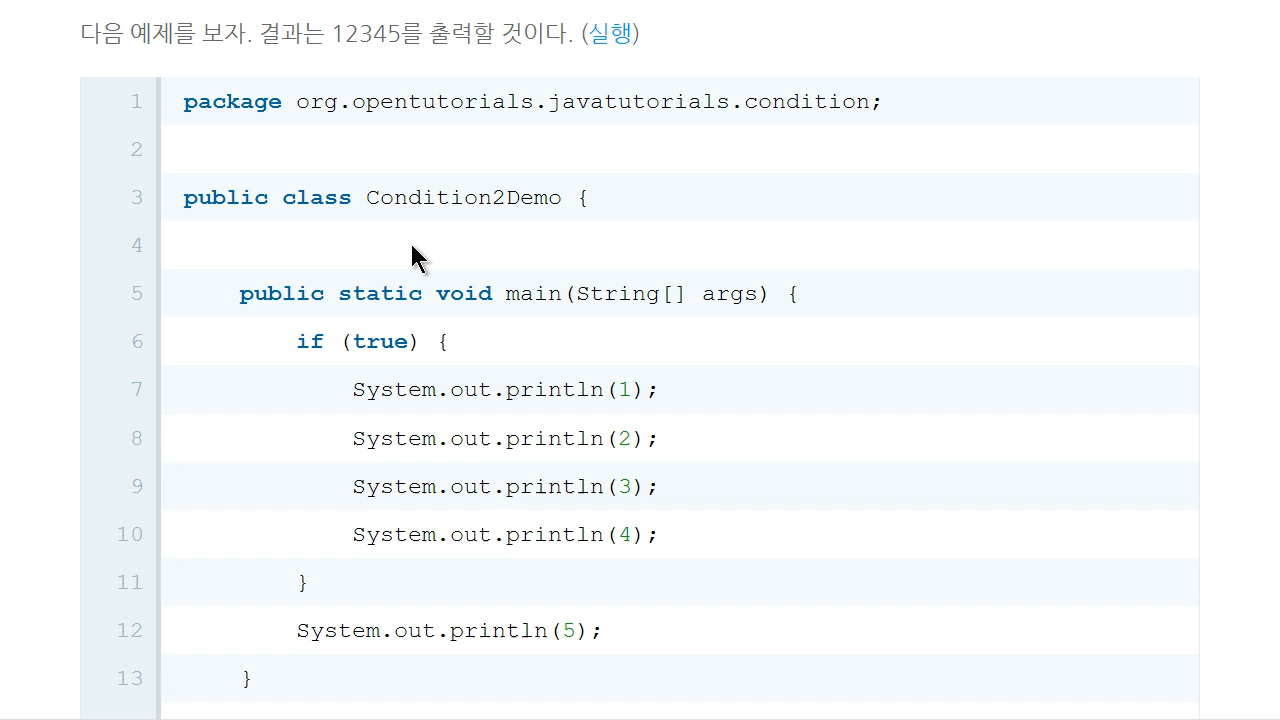 다음 예제를 보자. 결과는 12345를 출력할 것이다. (실행)
1 package org.opentutorials.javatutorials.condition;
2
3 public class Condition2Demo {
4
5 public static void main(String[] args) {
6 if (true) {
7 System.out.println(1);
8 System.out.println(2);
9 System.out.println(3);
10 System.out.println(4);
11 }
12 System.out.println(5);
13 }